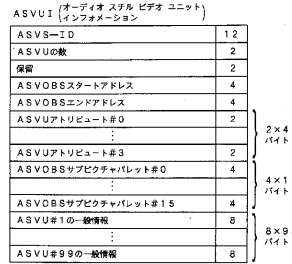 ASVUI (オーディオ スチル ビデオ ユニット インフォメーション)
ASVS—ID 12
ASVUの数 2
保留 2
ASVOBSスタートアドレス 4
ASVOBSエンドアドレス 4
ASVUアトリビュート#0 2
⋮
ASVUアトリビュート#3 2
2×4
バイト
ASVOBSサブピクチャパレット#0 4
⋮
ASVOBSサブピクチャパレット#15 4
4×1
バイト
ASVU#1の一般情報 8
⋮
ASVU#99の一般情報 8
8×9
バイト